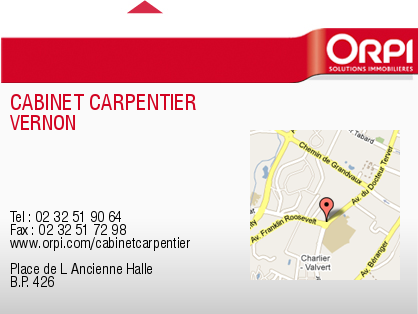 ORPI
SOLUTIONS IMMOBILIÈRES
CABINET CARPENTIER
VERNON
Tel : 02 32 51 90 64
Fax : 02 32 51 72 98
www.orpi.com/cabinetcarpentier
Place de L Ancienne Halle
B.P. 426
Tabard
Chemin de Grandvaux
Av. du Docteur Terver
Av. Franklin Roosevelt
Charlier
- Valvert
Av. Béranger